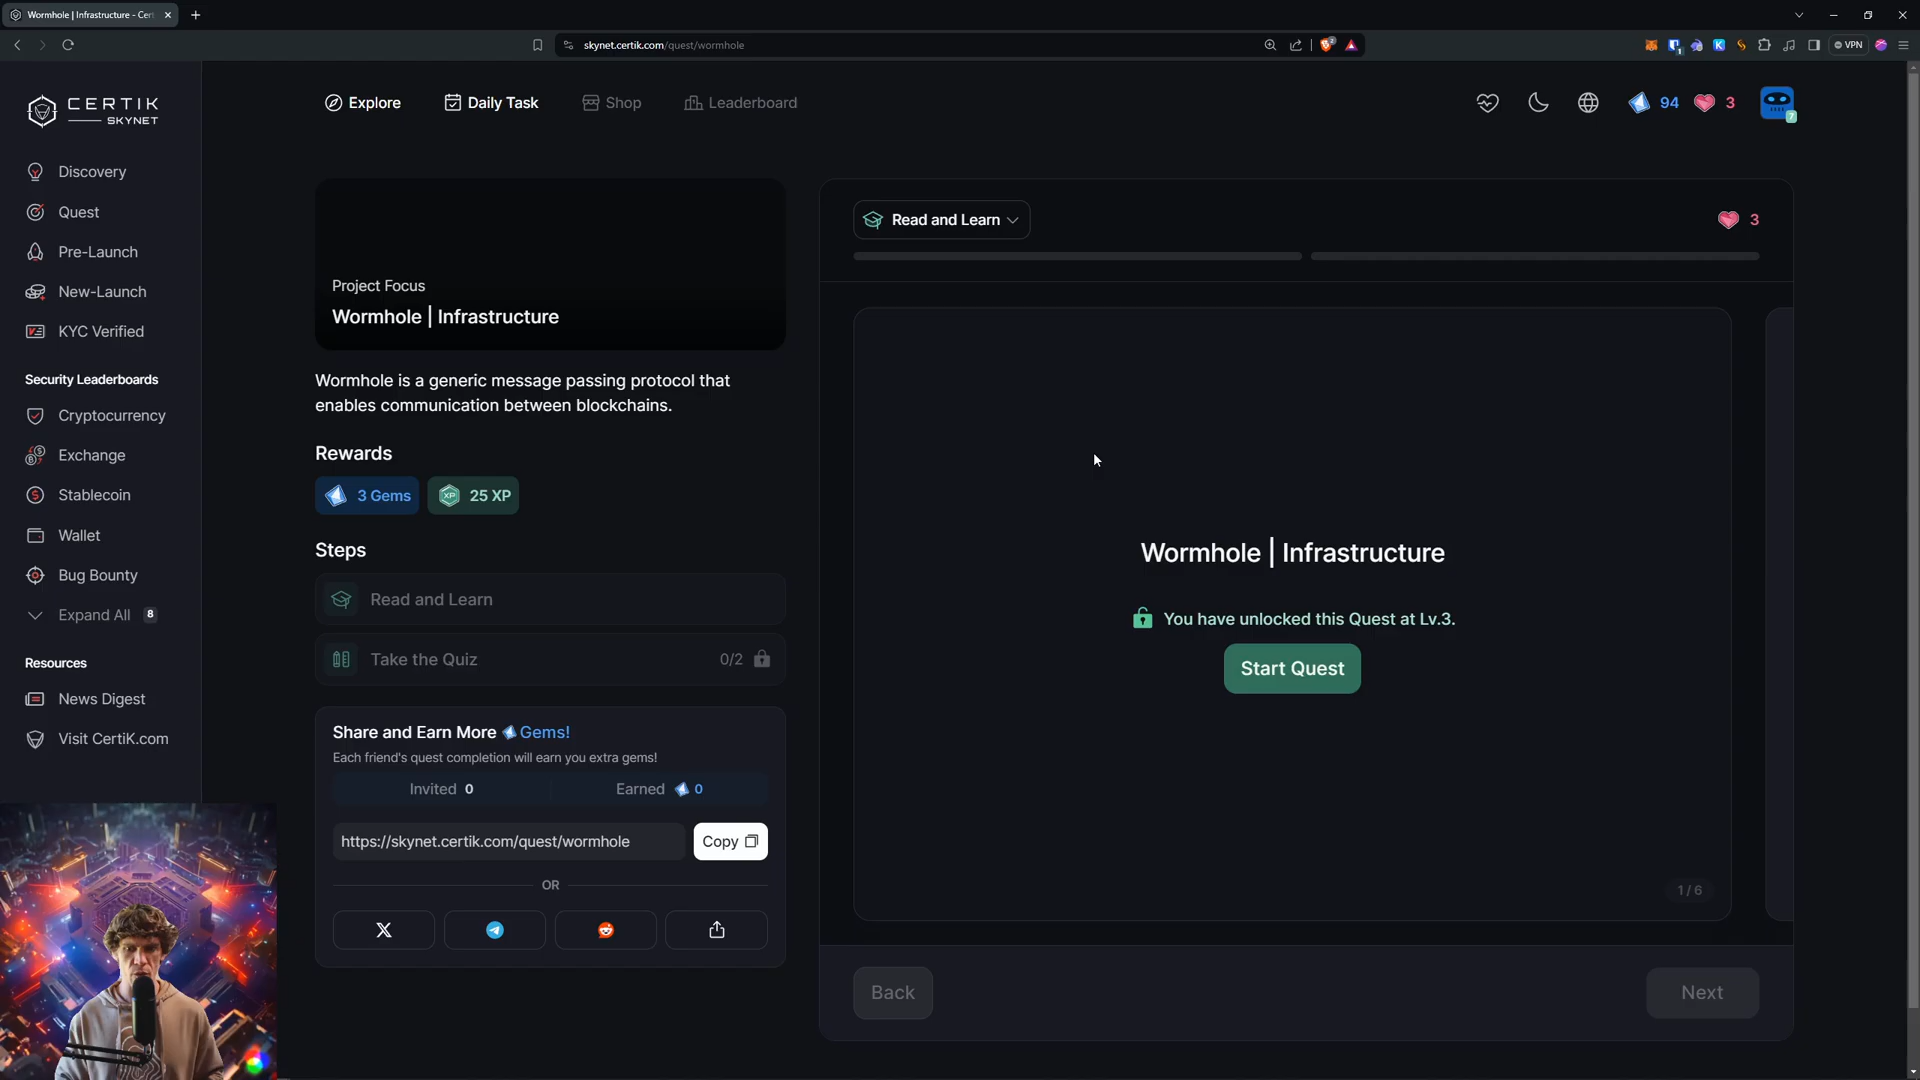 Wormhole | Infrastructure - Cert
skynet.certik.com/quest/wormhole
2
1
VPN
CERTIK
SKYNET
Explore
Daily Task
Shop
Leaderboard
94
3
7
Discovery
Quest
Pre-Launch
New-Launch
KYC Verified
Security Leaderboards
Cryptocurrency
Exchange
Stablecoin
Wallet
Bug Bounty
Expand All 8
Resources
News Digest
Visit CertiK.com
Project Focus
Wormhole | Infrastructure
Wormhole is a generic message passing protocol that
enables communication between blockchains.
Rewards
3 Gems
XP 25 XP
Steps
Read and Learn
Take the Quiz 0/2
Share and Earn More Gems!
Each friend's quest completion will earn you extra gems!
Invited 0
Earned 0
https://skynet.certik.com/quest/wormhole
Copy
OR
Read and Learn
3
Wormhole | Infrastructure
You have unlocked this Quest at Lv.3.
Start Quest
1 / 6
Back
Next